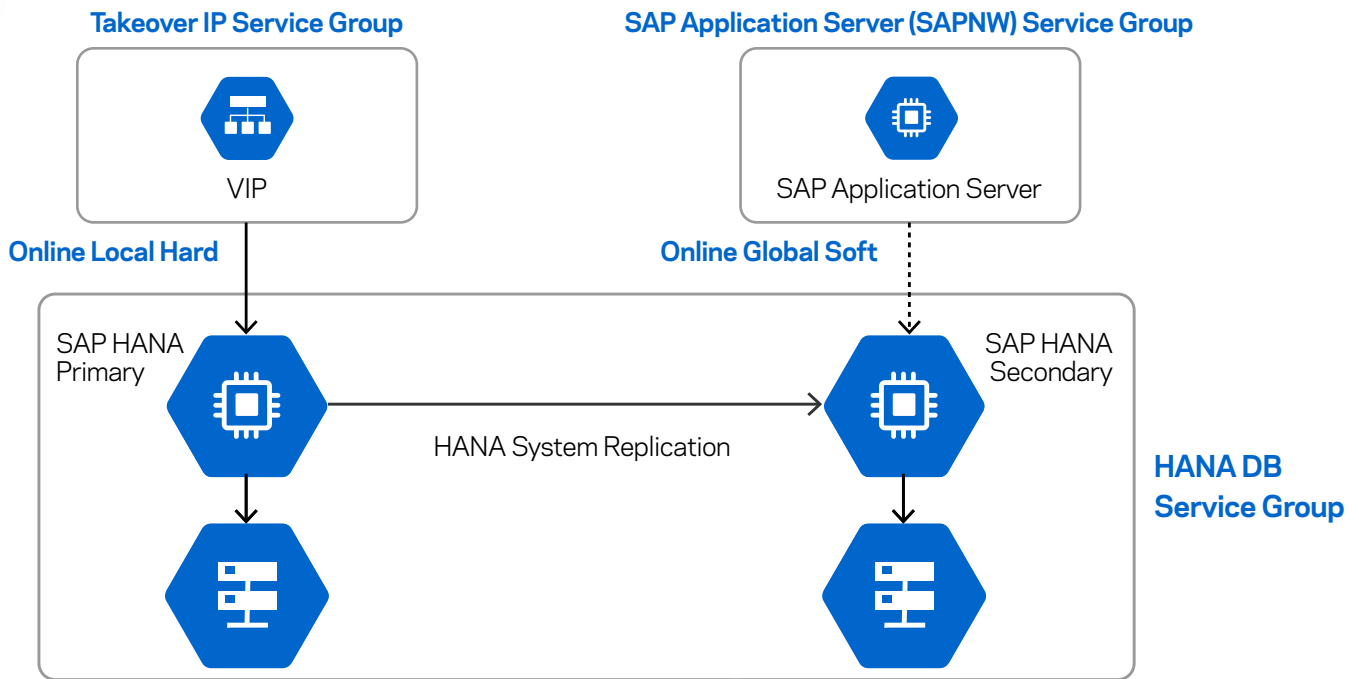 Takeover IP Service Group
SAP Application Server (SAPNW) Service Group
VIP
SAP Application Server
Online Local Hard
Online Global Soft
SAP HANA
Primary
SAP HANA
Secondary
HANA System Replication
HANA DB
Service Group